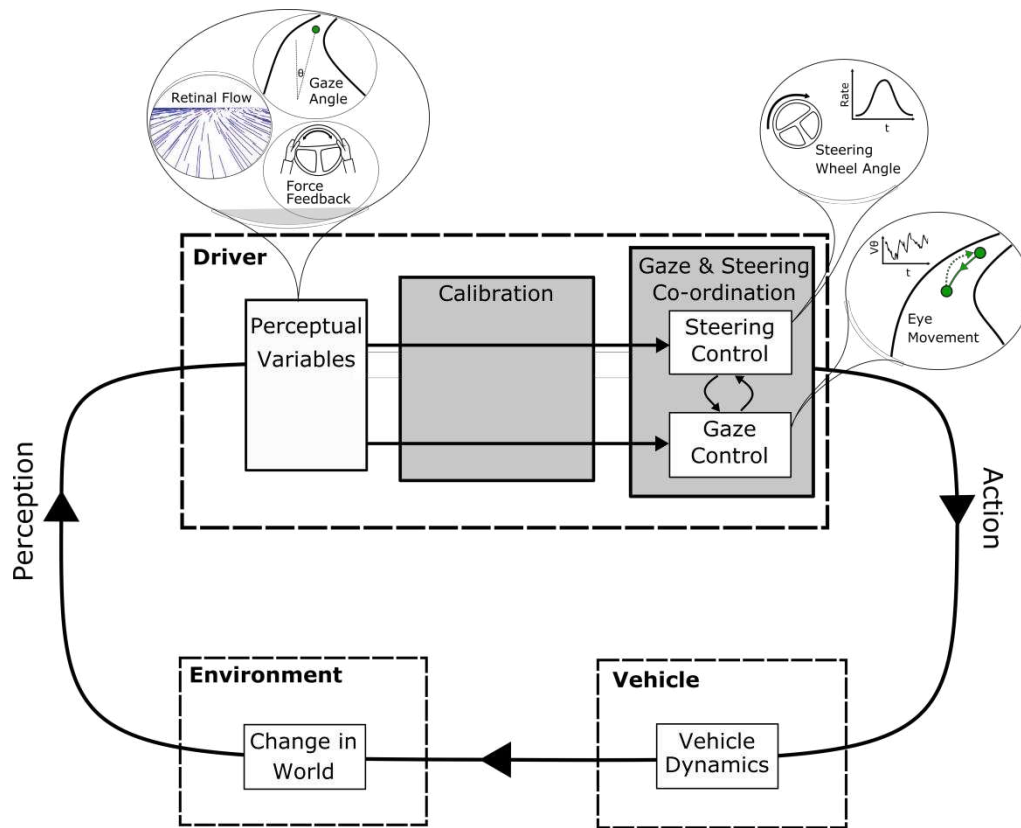 Retinal Flow
θ
Gaze
Angle
Force
Feedback
Rate
t
Steering
Wheel Angle
Vθ
t
Eye
Movement
Driver
Perceptual
Variables
Calibration
Gaze & Steering
Co-ordination
Steering
Control
Gaze
Control
Perception
Action
Environment
Change in
World
Vehicle
Vehicle
Dynamics